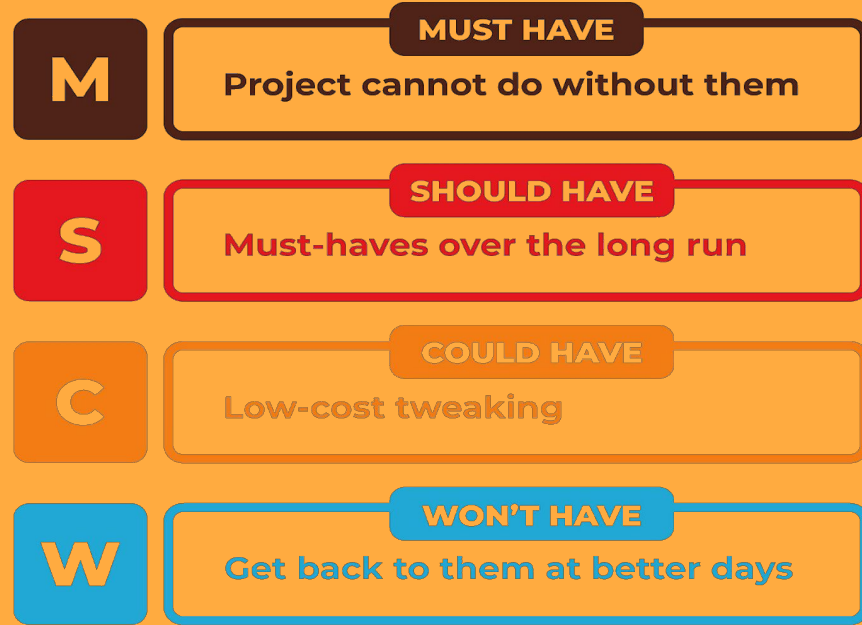 M
MUST HAVE
Project cannot do without them
S
SHOULD HAVE
Must-haves over the long run
C
COULD HAVE
Low-cost tweaking
W
WON’T HAVE
Get back to them at better days